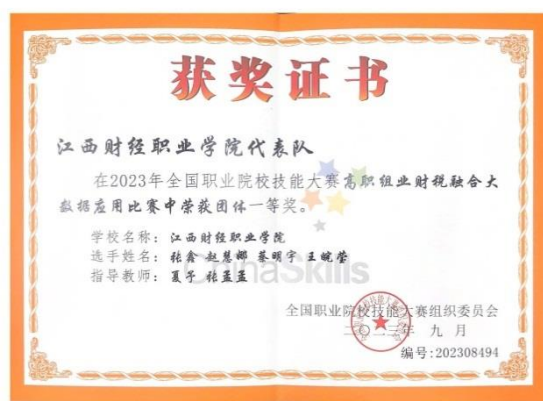 获奖证书
江西财经职业学院代表队
在2023年全国职业院校技能大赛高职组业财税融合大
数据应用比赛中荣获团体一等奖。
学校名称：江西财经职业学院
选手姓名：张鑫 赵慧娜 蔡明宇 王婉莹
指导教师：夏予 张孟孟
ChinaSkills
全国职业院校技能大赛组织委员会
二〇二三年 九月
编号:202308494